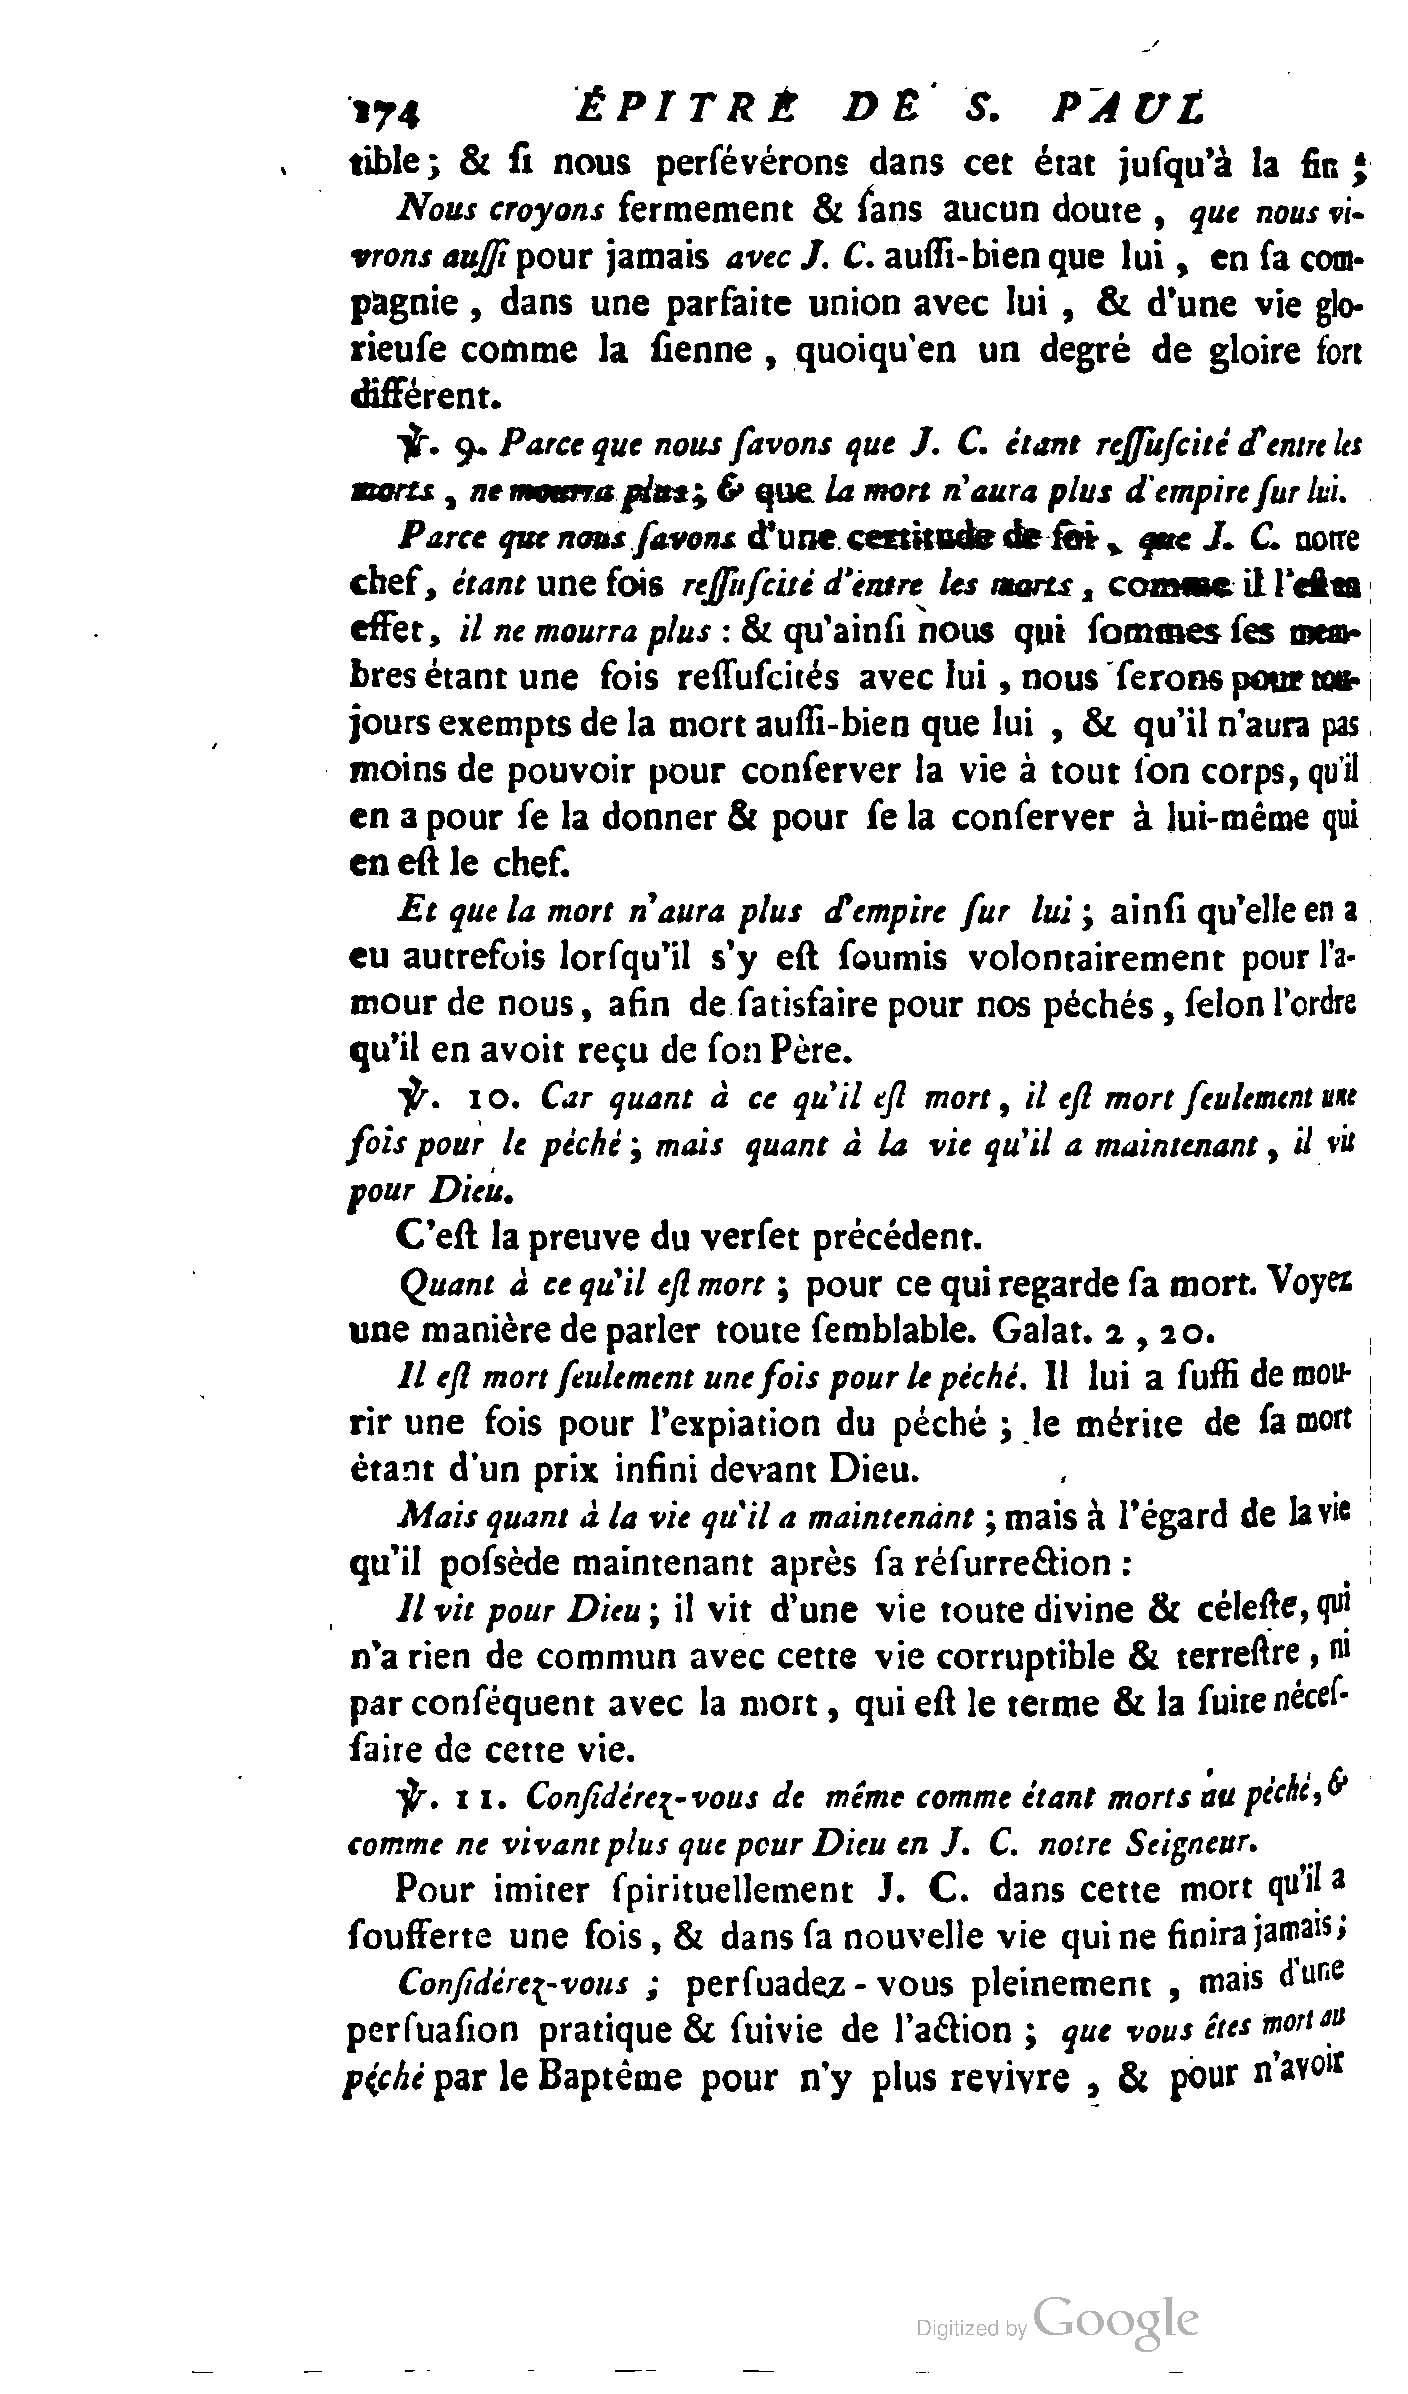 174 ÉPITRE DE S. PAUL
tible; & ſi nous perſévérons dans cet état juſqu'à la fin;
Nous croyons fermement & ſans aucun doute, que nous vi-
vrons auſſi pour jamais avec J. C. auſſi-bien que lui, en ſa com-
pagnie, dans une parfaite union avec lui, & d'une vie glo-
rieuſe comme la ſienne, quoiqu'en un degré de gloire fort
différent.
℣. 9. Parce que nous ſavons que J. C. étant reſſuſcité d'entre les
morts, ne mourra plus; & que la mort n'aura plus d'empire ſur lui.
Parce que nous ſavons d'une certitude de foi, que J. C. notre
chef, étant une fois reſſuſcité d'entre les morts, comme il l'eſt en
effet, il ne mourra plus: & qu'ainſi nous qui ſommes ſes mem-
bres étant une fois reſſuſcités avec lui, nous ſerons pour tou-
jours exempts de la mort auſſi-bien que lui, & qu'il n'aura pas
moins de pouvoir pour conſerver la vie à tout ſon corps, qu'il
en a pour ſe la donner & pour ſe la conſerver à lui-même qui
en eſt le chef.
Et que la mort n'aura plus d'empire ſur lui; ainſi qu'elle en a
eu autrefois lorſqu'il s'y eſt ſoumis volontairement pour l'a-
mour de nous, afin de ſatisfaire pour nos péchés, ſelon l'ordre
qu'il en avoit reçu de ſon Père.
℣. 10. Car quant à ce qu'il eſt mort, il eſt mort ſeulement une
fois pour le péché; mais quant à la vie qu'il a maintenant, il vit
pour Dieu.
C'eſt la preuve du verſet précédent.
Quant à ce qu'il eſt mort; pour ce qui regarde ſa mort. Voyez
une manière de parler toute ſemblable. Galat. 2, 20.
Il eſt mort ſeulement une fois pour le péché. Il lui a ſuffi de mou-
rir une fois pour l'expiation du péché; le mérite de ſa mort
étant d'un prix infini devant Dieu.
Mais quant à la vie qu'il a maintenant; mais à l'égard de la vie
qu'il poſsède maintenant après ſa réſurrection:
Il vit pour Dieu; il vit d'une vie toute divine & céleſte, qui
n'a rien de commun avec cette vie corruptible & terreſtre, ni
par conſéquent avec la mort, qui eſt le terme & la ſuite néceſ-
ſaire de cette vie.
℣. 11. Conſidérez-vous de même comme étant morts au péché, &
comme ne vivant plus que pour Dieu en J. C. notre Seigneur.
Pour imiter ſpirituellement J. C. dans cette mort qu'il a
ſoufferte une fois, & dans ſa nouvelle vie qui ne finira jamais;
Conſidérez-vous; perſuadez-vous pleinement, mais d'une
perſuaſion pratique & ſuivie de l'action; que vous êtes mort au
péché par le Baptême pour n'y plus revivre, & pour n'avoir
Digitized by Google